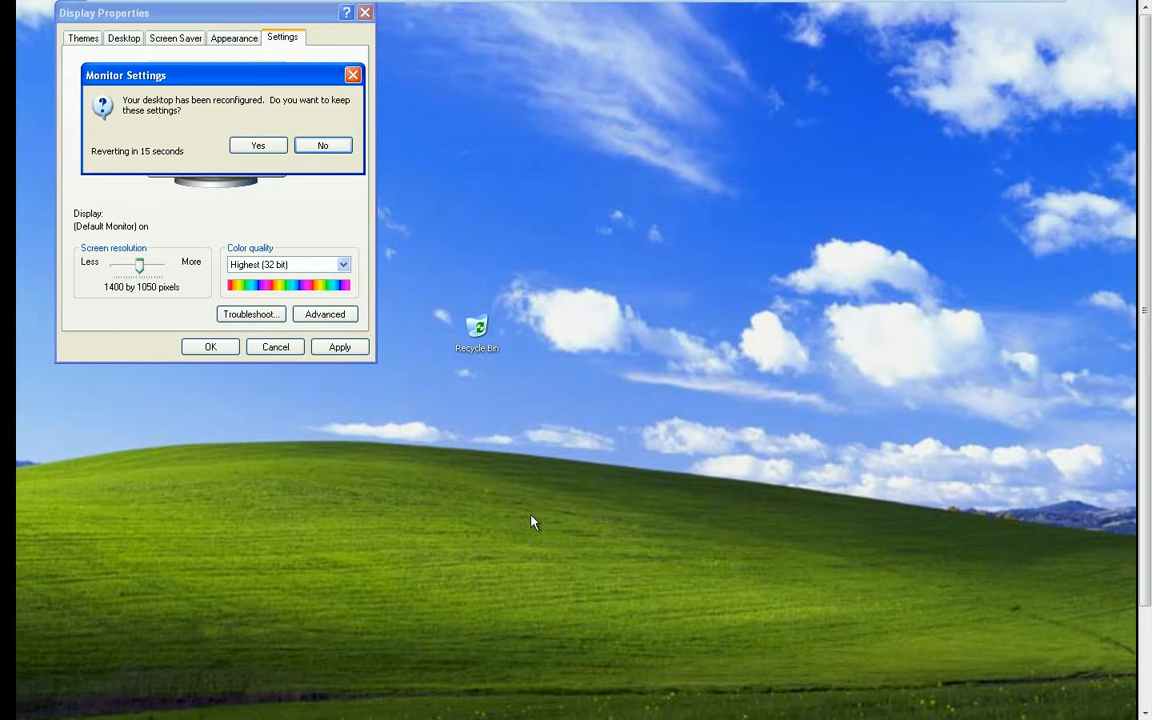 Display Properties
Themes Desktop Screen Saver Appearance Settings
Monitor Settings
Your desktop has been reconfigured. Do you want to keep
these settings?
Reverting in 15 seconds
Yes No
Display:
(Default Monitor) on
Screen resolution
Less More
1400 by 1050 pixels
Color quality
Highest (32 bit)
Troubleshoot... Advanced
OK Cancel Apply
Recycle Bin